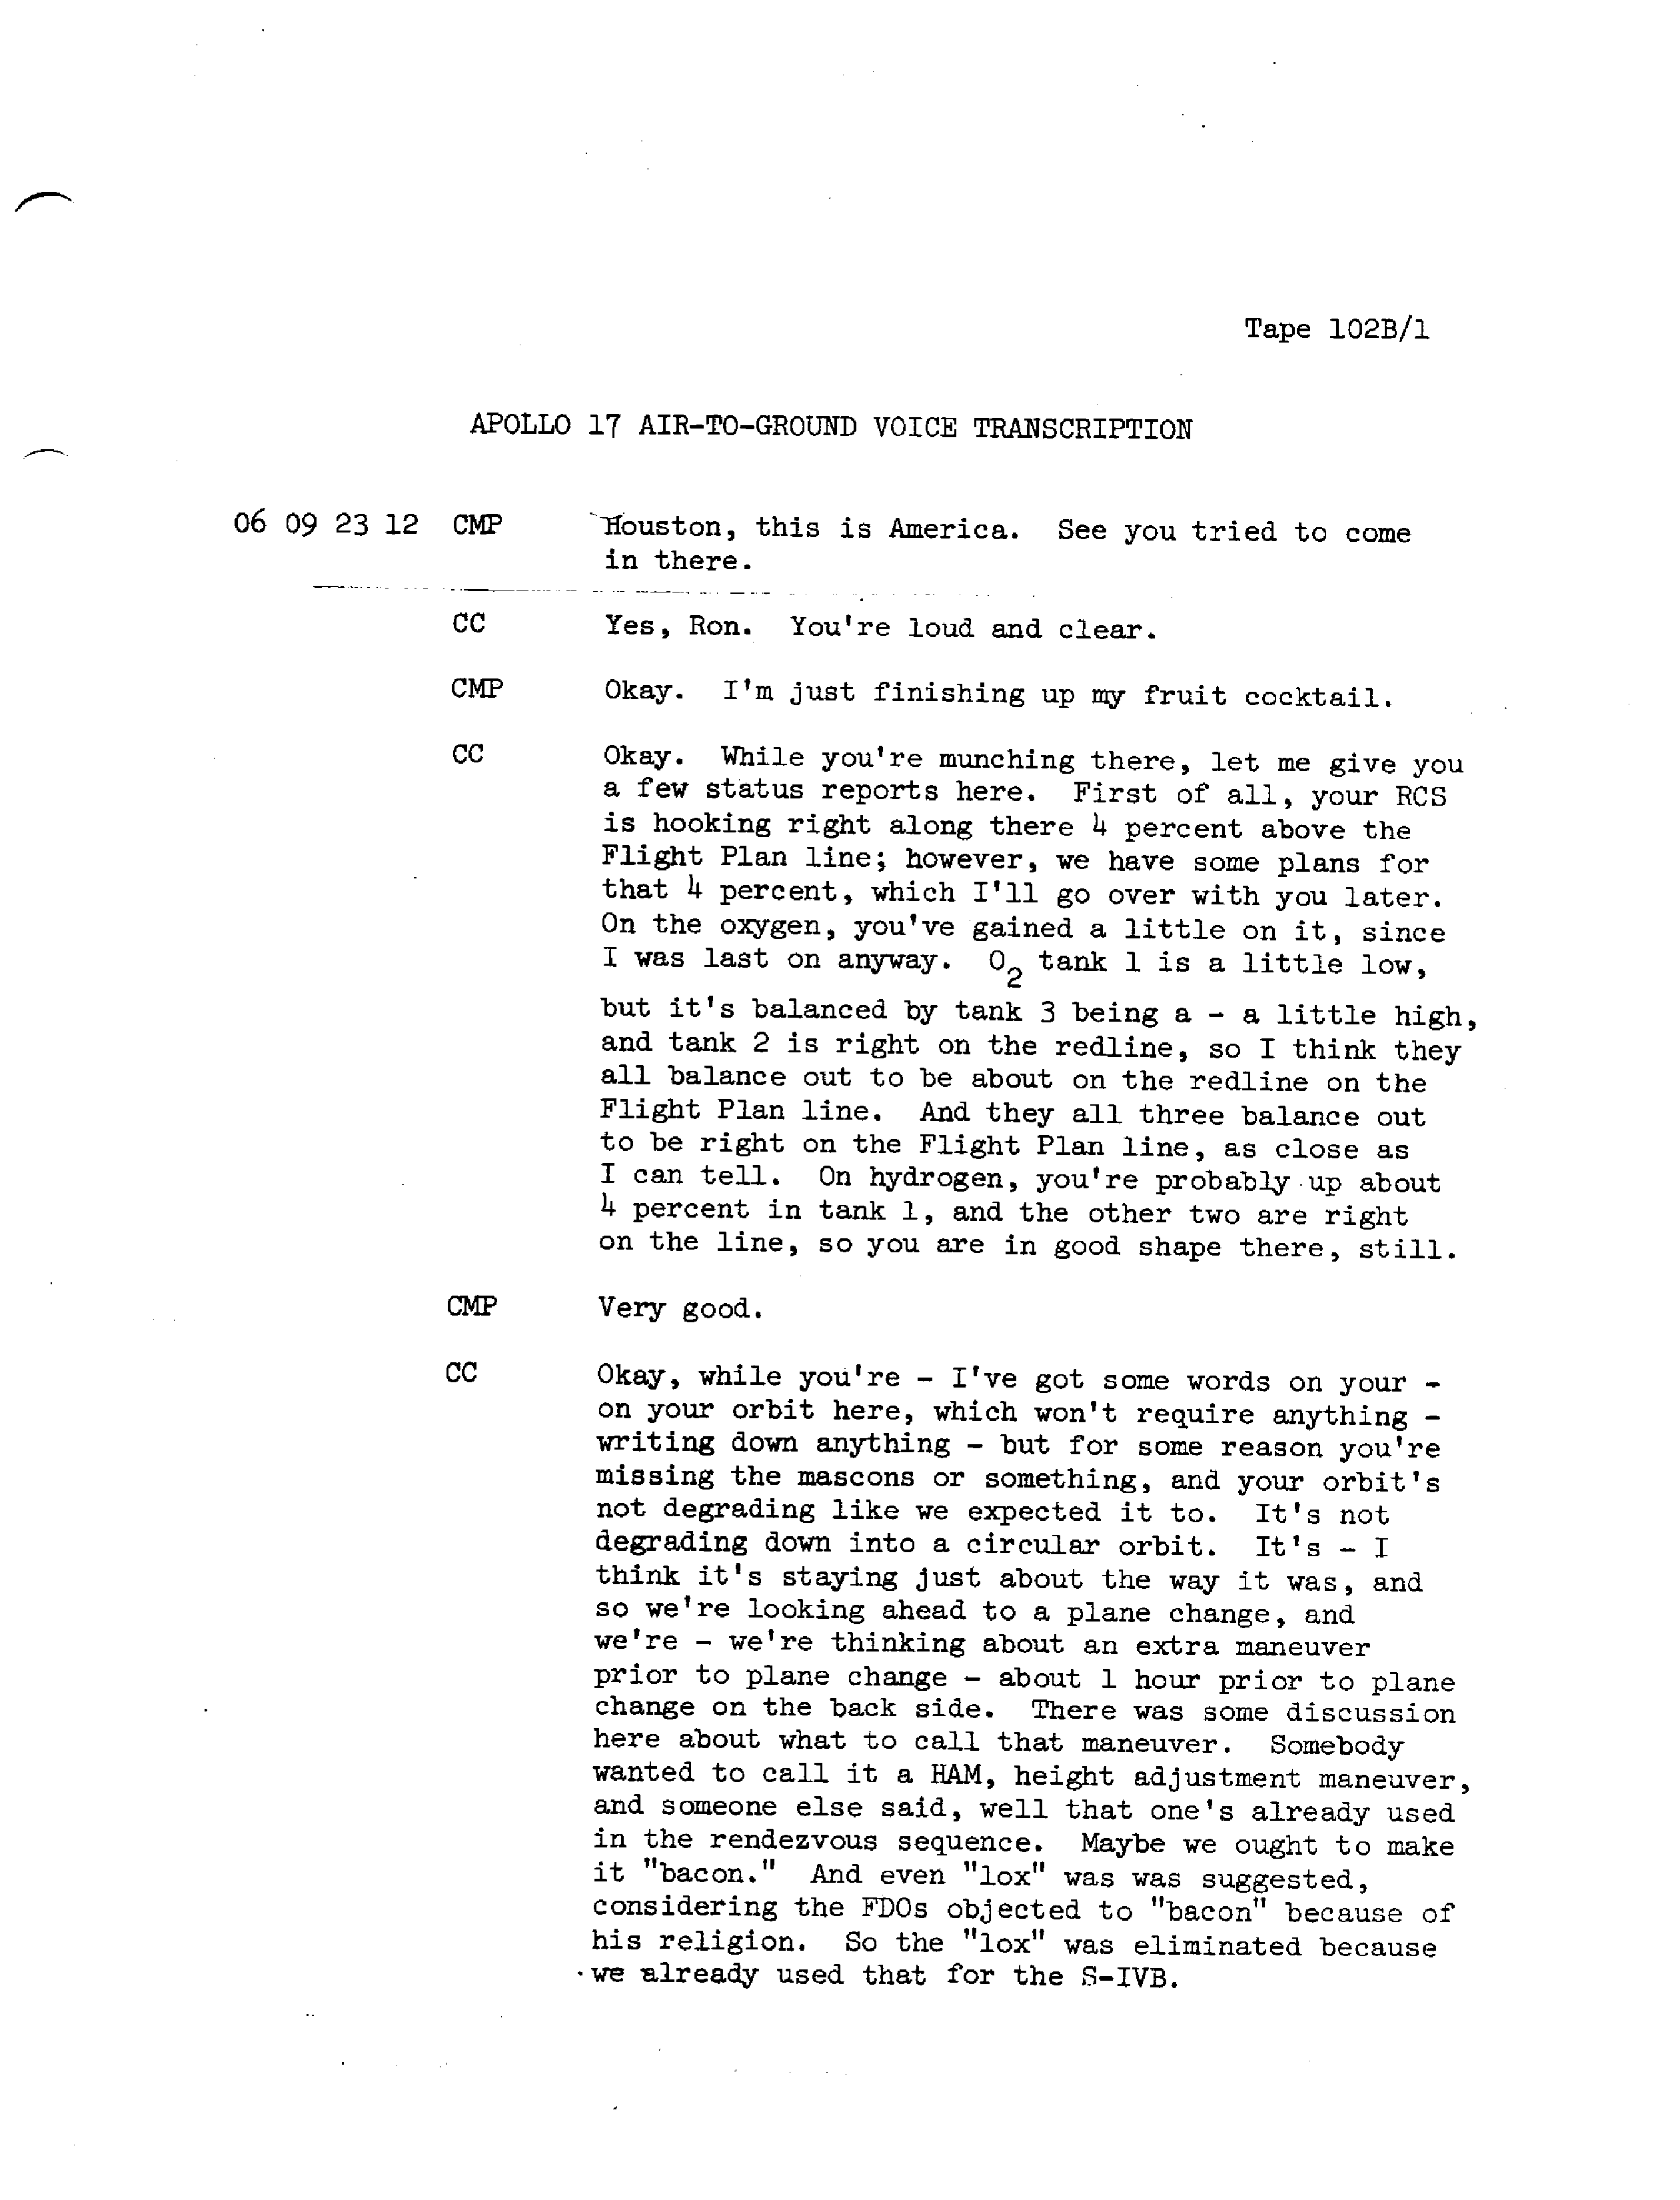 Tape 102B/1
APOLLO 17 AIR-TO-GROUND VOICE TRANSCRIPTION
06 09 23 12 CMP Houston, this is America. See you tried to come
in there.
CC Yes, Ron. You're loud and clear.
CMP Okay. I'm just finishing up my fruit cocktail.
CC Okay. While you're munching there, let me give you
a few status reports here. First of all, your RCS
is hooking right along there 4 percent above the
Flight Plan line; however, we have some plans for
that 4 percent, which I'll go over with you later.
On the oxygen, you've gained a little on it, since
I was last on anyway. O2 tank 1 is a little low,
but it's balanced by tank 3 being a - a little high,
and tank 2 is right on the redline, so I think they
all balance out to be about on the redline on the
Flight Plan line. And they all three balance out
to be right on the Flight Plan line, as close as
I can tell. On hydrogen, you're probably up about
4 percent in tank 1, and the other two are right
on the line, so you are in good shape there, still.
CMP Very good.
CC Okay, while you're - I've got some words on your -
on your orbit here, which won't require anything -
writing down anything - but for some reason you're
missing the mascons or something, and your orbit's
not degrading like we expected it to. It's not
degrading down into a circular orbit. It's - I
think it's staying just about the way it was, and
so we're looking ahead to a plane change, and
we're - we're thinking about an extra maneuver
prior to plane change - about 1 hour prior to plane
change on the back side. There was some discussion
here about what to call that maneuver. Somebody
wanted to call it a HAM, height adjustment maneuver,
and someone else said, well that one's already used
in the rendezvous sequence. Maybe we ought to make
it "bacon." And even "lox" was was suggested,
considering the FDOs objected to "bacon" because of
his religion. So the "lox" was eliminated because
we already used that for the S-IVB.